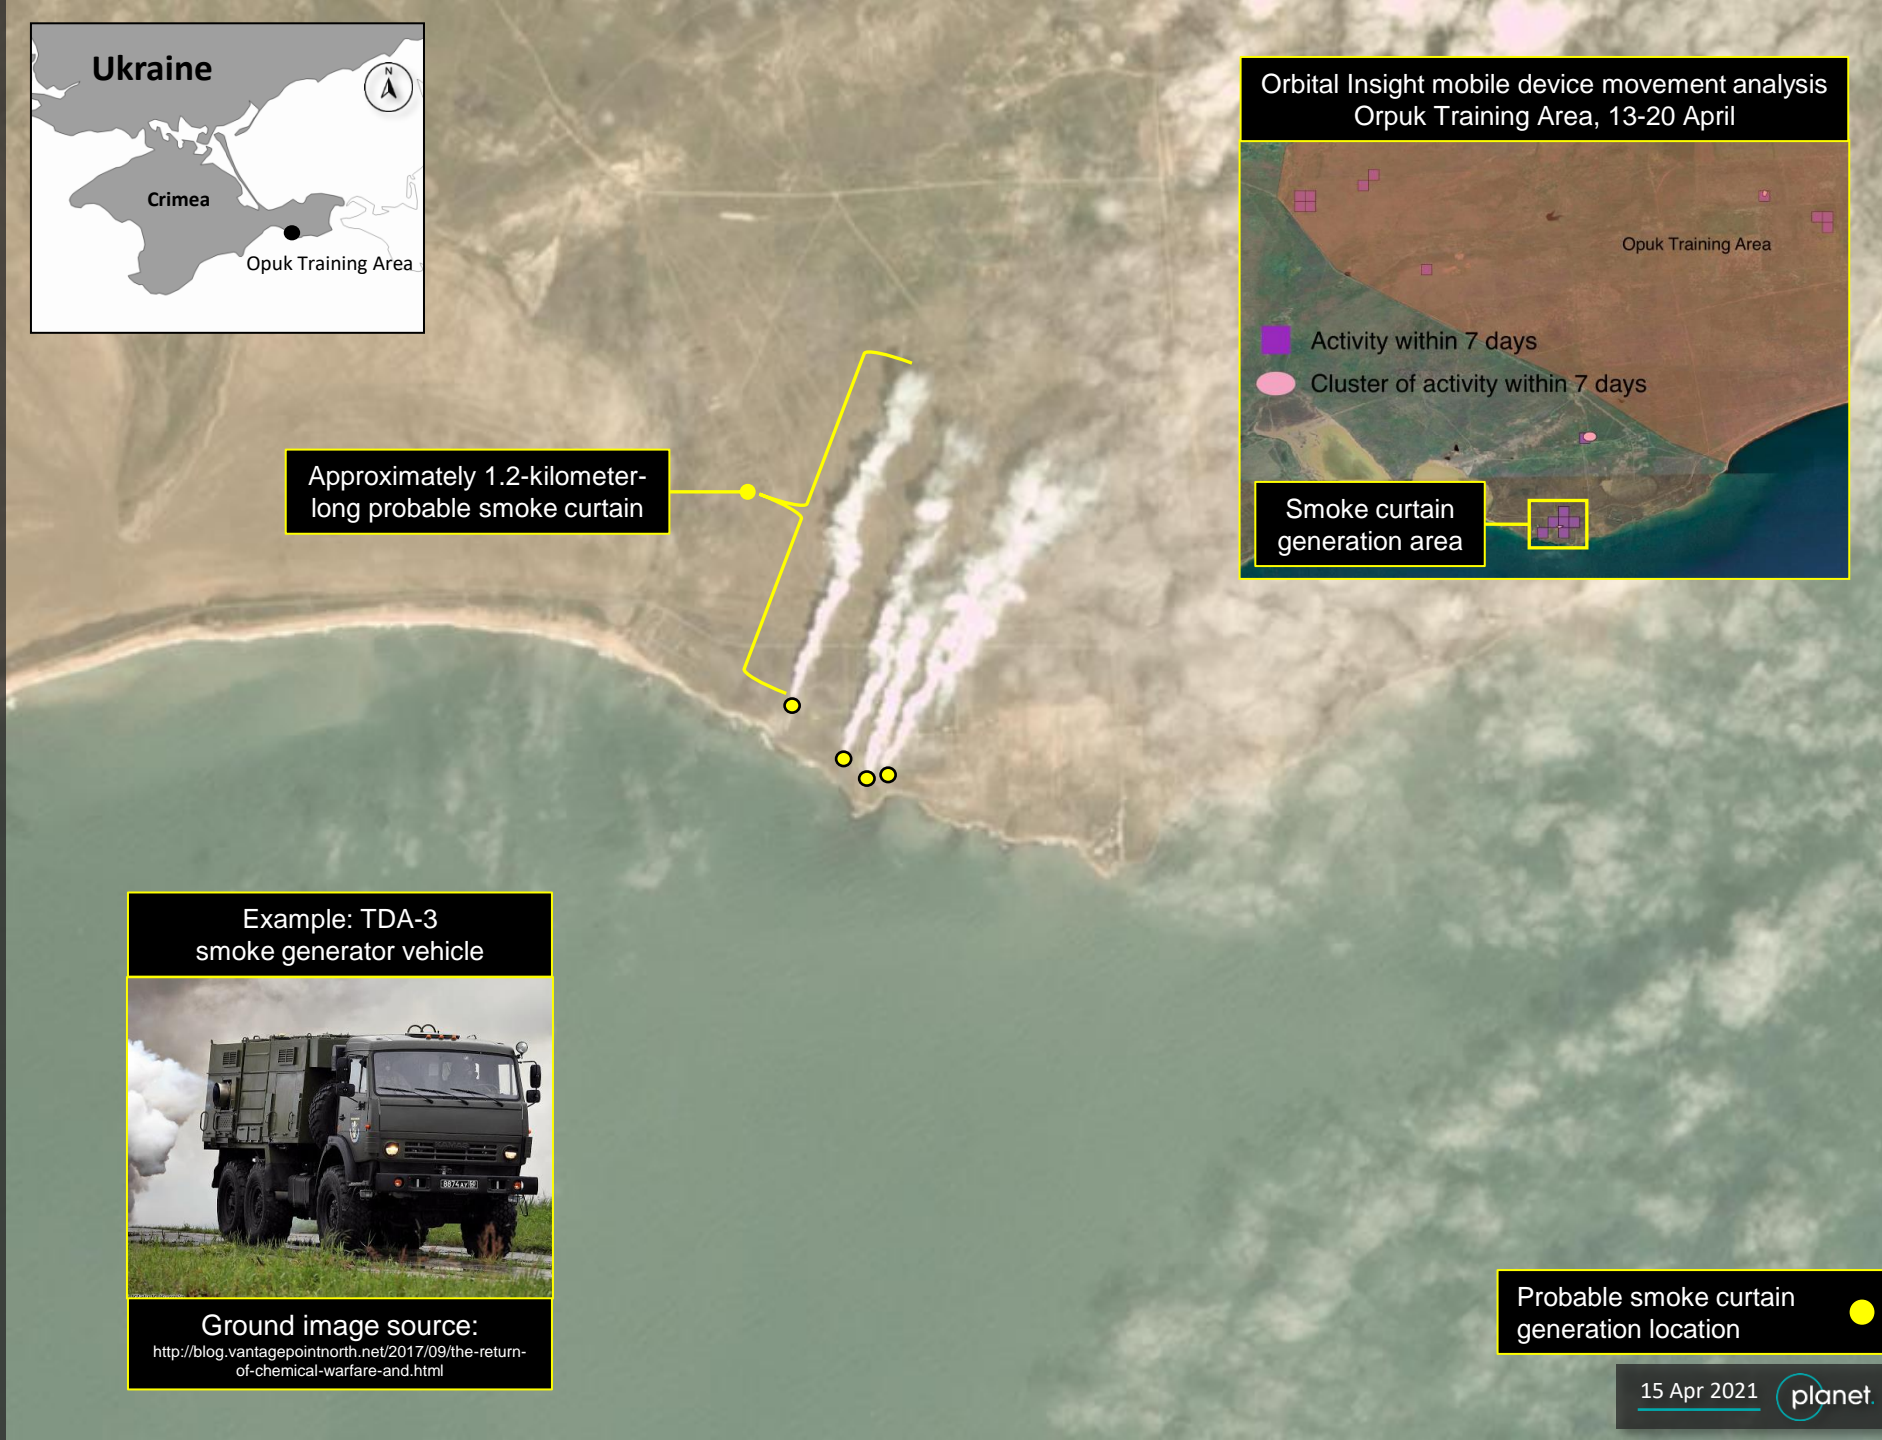 Ukraine
N
Crimea
Opuk Training Area
Orbital Insight mobile device movement analysis
Orpuk Training Area, 13-20 April
Opuk Training Area
Activity within 7 days
Cluster of activity within 7 days
Smoke curtain
generation area
Approximately 1.2-kilometer-
long probable smoke curtain
Example: TDA-3
smoke generator vehicle
Ground image source:
http://blog.vantagepointnorth.net/2017/09/the-return-
of-chemical-warfare-and.html
Probable smoke curtain
generation location
15 Apr 2021
planet.